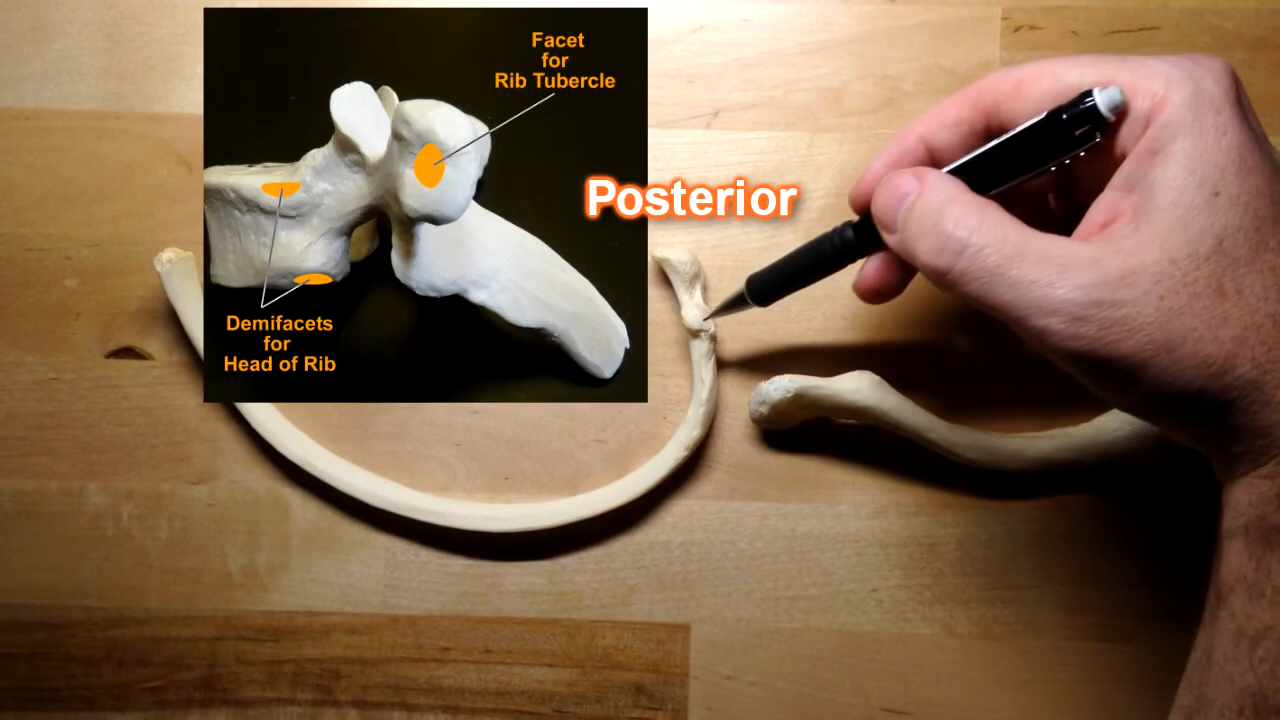 Facet
for
Rib Tubercle
Posterior
Demifacets
for
Head of Rib